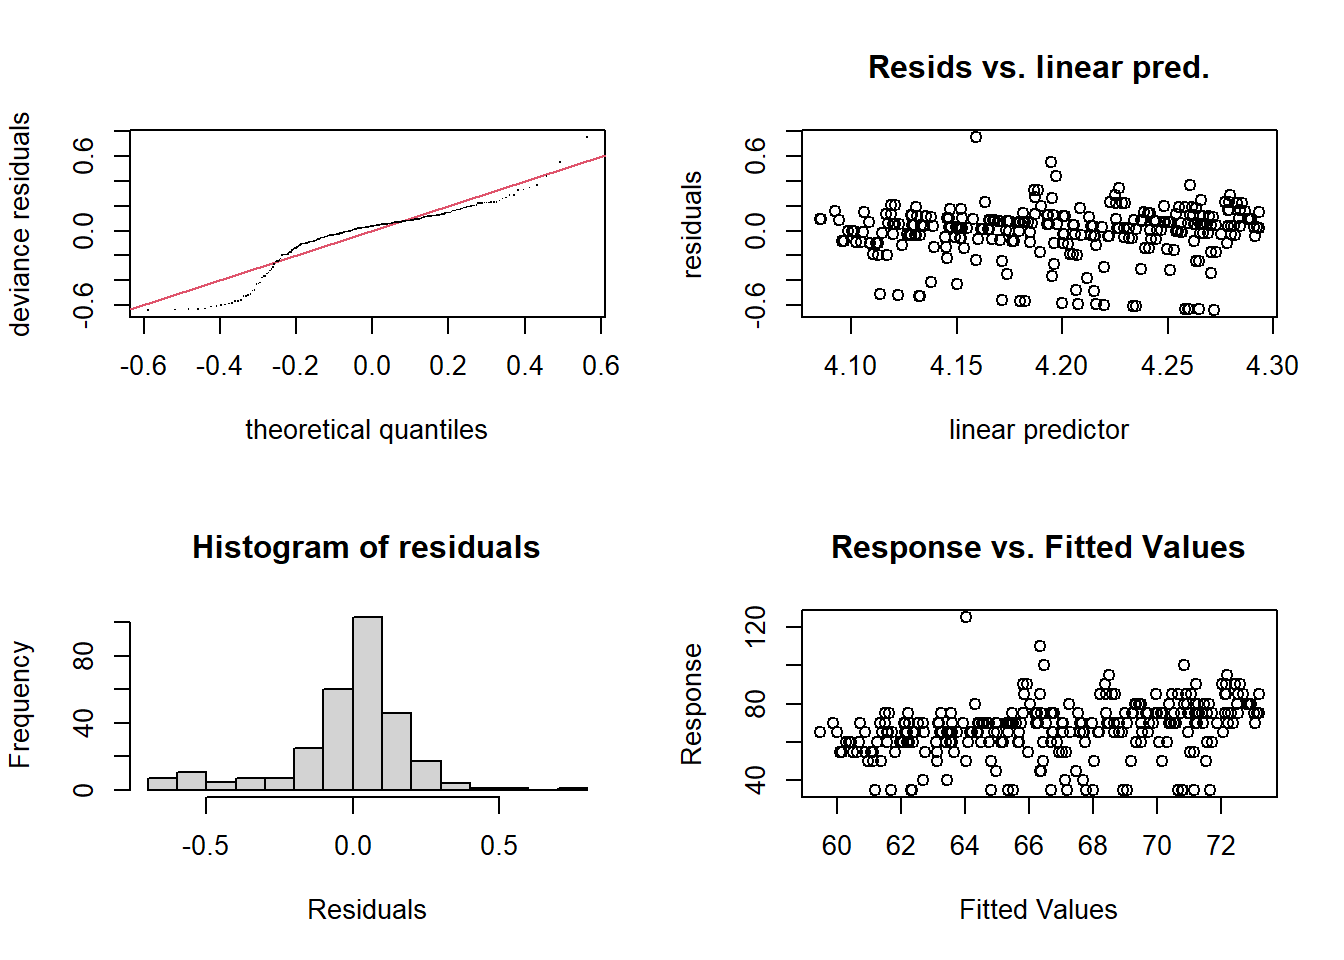 deviance residuals
0.6
0.0
-0.6
-0.6 -0.4 -0.2 0.0 0.2 0.4 0.6
theoretical quantiles
Resids vs. linear pred.
residuals
0.6
0.0
-0.6
4.10 4.15 4.20 4.25 4.30
linear predictor
Histogram of residuals
Frequency
80
40
0
-0.5 0.0 0.5
Residuals
Response vs. Fitted Values
Response
120
80
40
60 62 64 66 68 70 72
Fitted Values